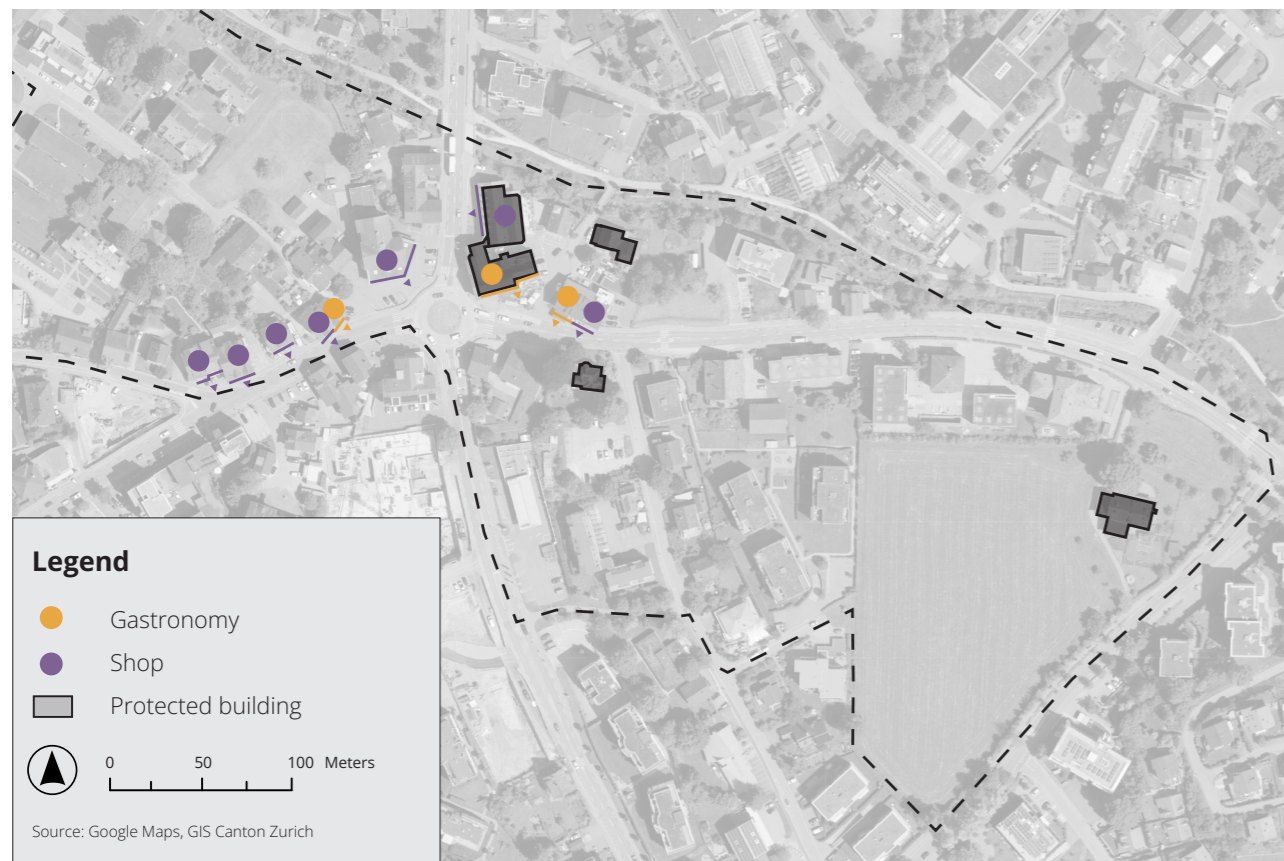 Legend
Gastronomy
Shop
Protected building
0 50 100 Meters
Source: Google Maps, GIS Canton Zurich